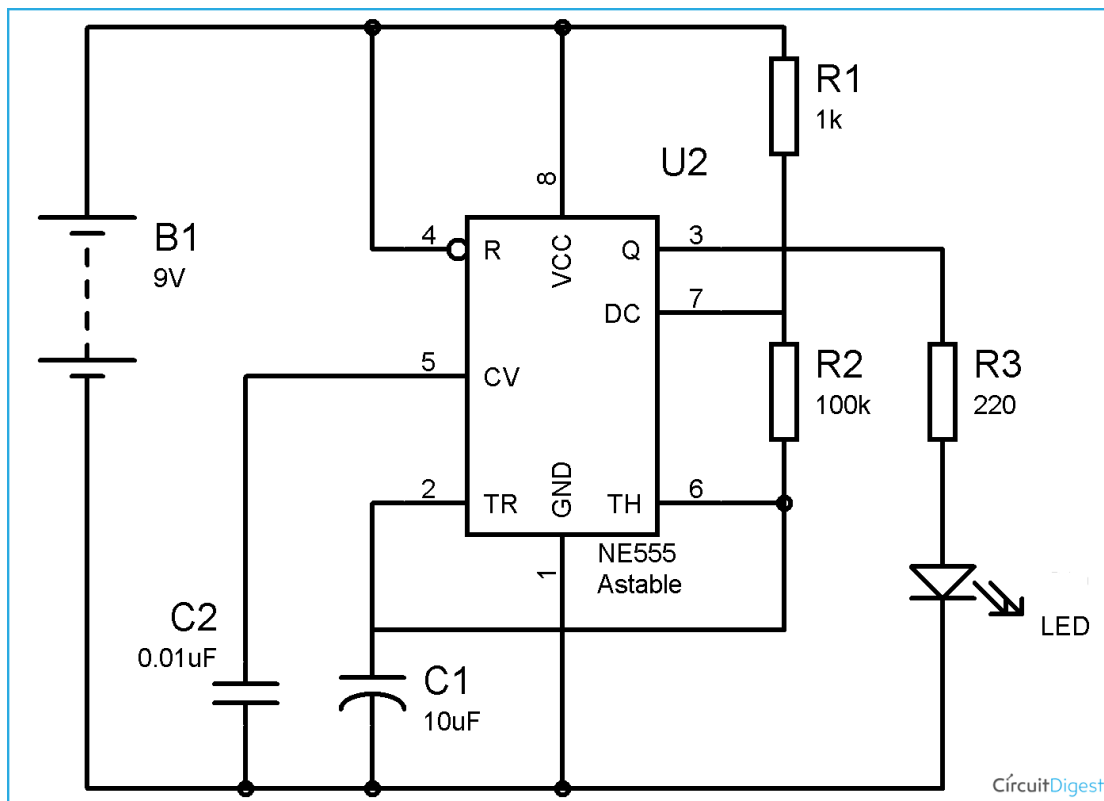 R1
1k
U2
8
B1
9V
4
R
VCC
Q
3
DC
7
5
CV
R2
100k
R3
220
2
TR
GND
TH
6
NE555
Astable
1
C2
0.01uF
C1
10uF
LED
CircuitDigest